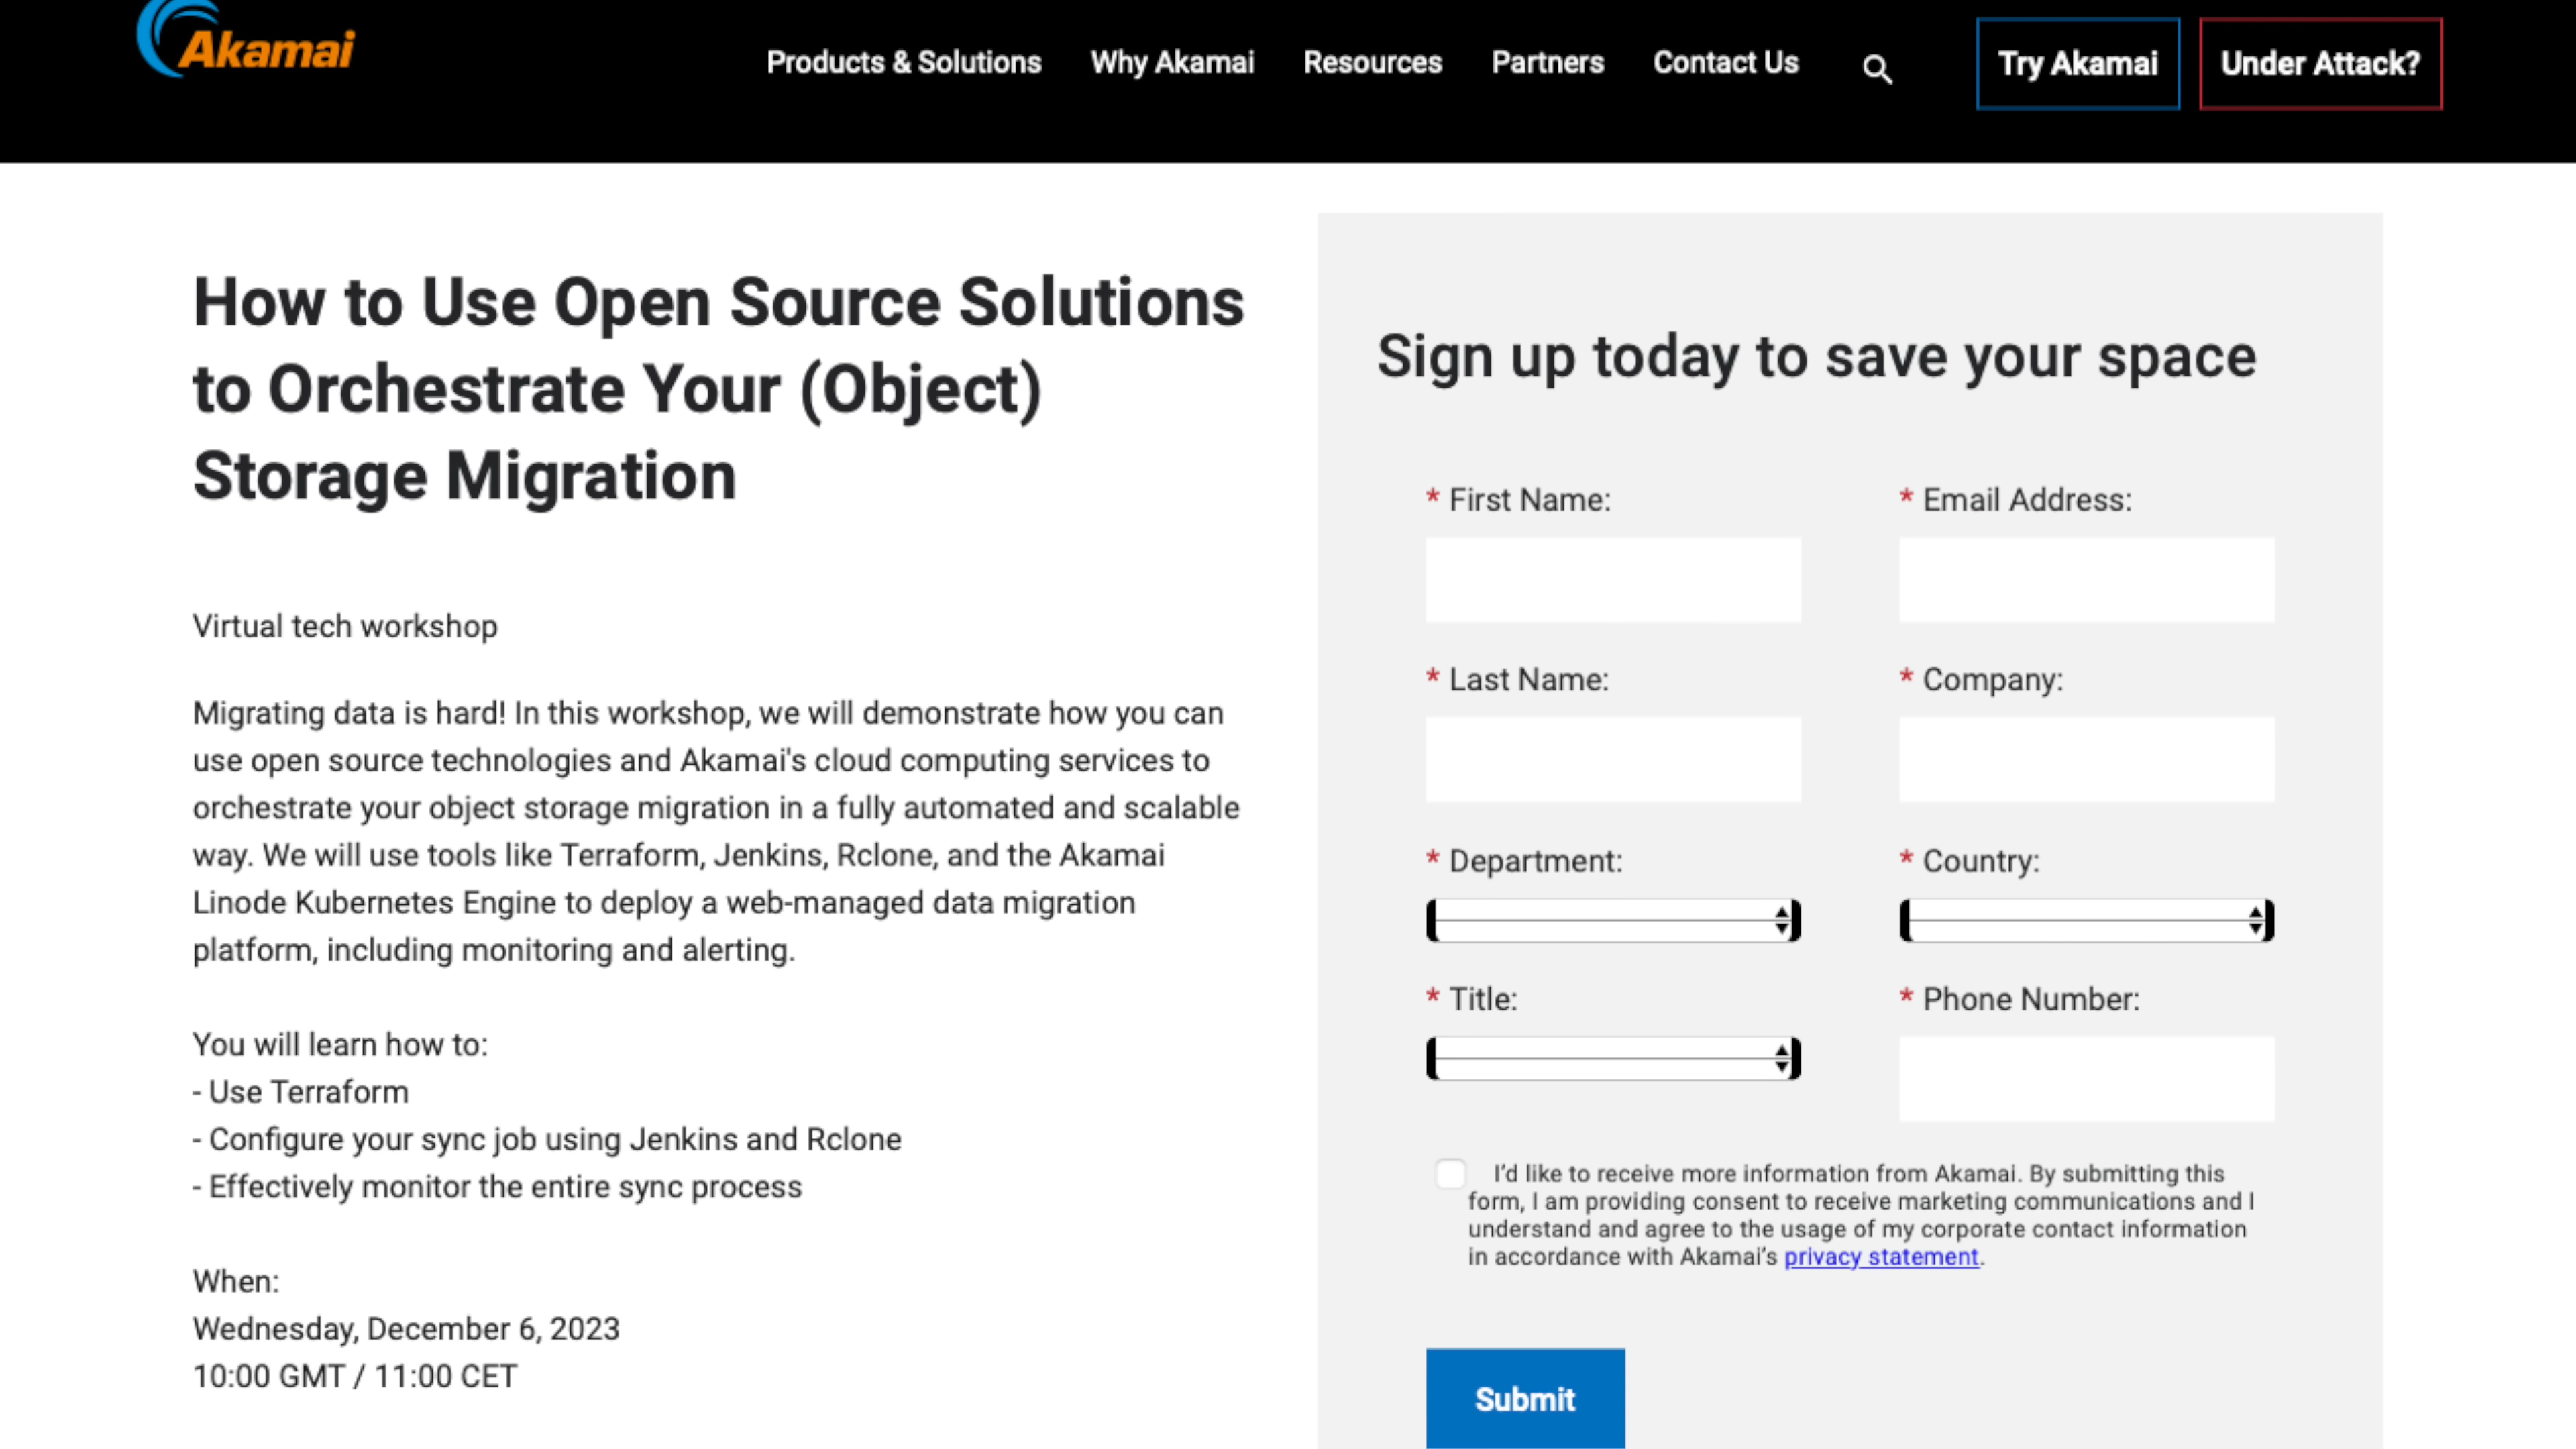 Akamai
Products & Solutions
Why Akamai
Resources
Partners
Contact Us
Try Akamai
Under Attack?
How to Use Open Source Solutions
to Orchestrate Your (Object)
Storage Migration
Virtual tech workshop
Migrating data is hard! In this workshop, we will demonstrate how you can
use open source technologies and Akamai's cloud computing services to
orchestrate your object storage migration in a fully automated and scalable
way. We will use tools like Terraform, Jenkins, Rclone, and the Akamai
Linode Kubernetes Engine to deploy a web-managed data migration
platform, including monitoring and alerting.
You will learn how to:
- Use Terraform
- Configure your sync job using Jenkins and Rclone
- Effectively monitor the entire sync process
When:
Wednesday, December 6, 2023
10:00 GMT / 11:00 CET
Sign up today to save your space
* First Name:
* Email Address:
* Last Name:
* Company:
* Department:
* Country:
* Title:
* Phone Number:
I’d like to receive more information from Akamai. By submitting this
form, I am providing consent to receive marketing communications and I
understand and agree to the usage of my corporate contact information
in accordance with Akamai’s privacy statement.
Submit